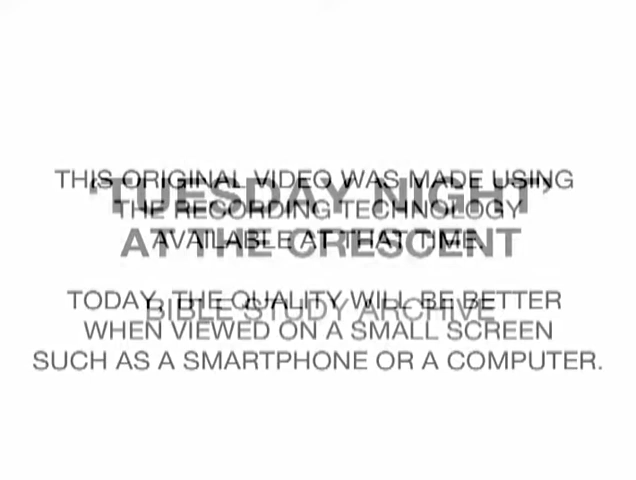 THIS ORIGINAL VIDEO WAS MADE USING
'TUESDAY NIGHT'
THE RECORDING TECHNOLOGY
AVAILABLE AT THAT TIME.
AT THE CRESCENT
TODAY, THE QUALITY WILL BE BETTER
BIBLE STUDY ARCHIVE
WHEN VIEWED ON A SMALL SCREEN
SUCH AS A SMARTPHONE OR A COMPUTER.